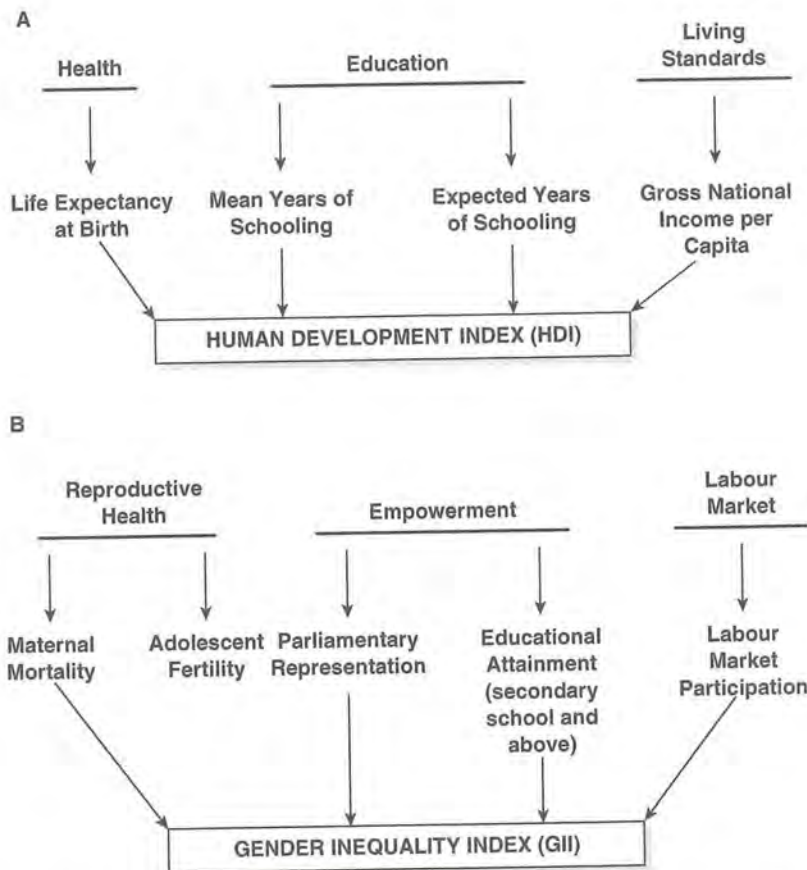 A
Health
Education
Living
Standards
Life Expectancy
at Birth
Mean Years of
Schooling
Expected Years
of Schooling
Gross National
Income per
Capita
HUMAN DEVELOPMENT INDEX (HDI)
B
Reproductive
Health
Empowerment
Labour
Market
Maternal
Mortality
Adolescent
Fertility
Parliamentary
Representation
Educational
Attainment
(secondary
school and
above)
Labour
Market
Participation
GENDER INEQUALITY INDEX (GII)